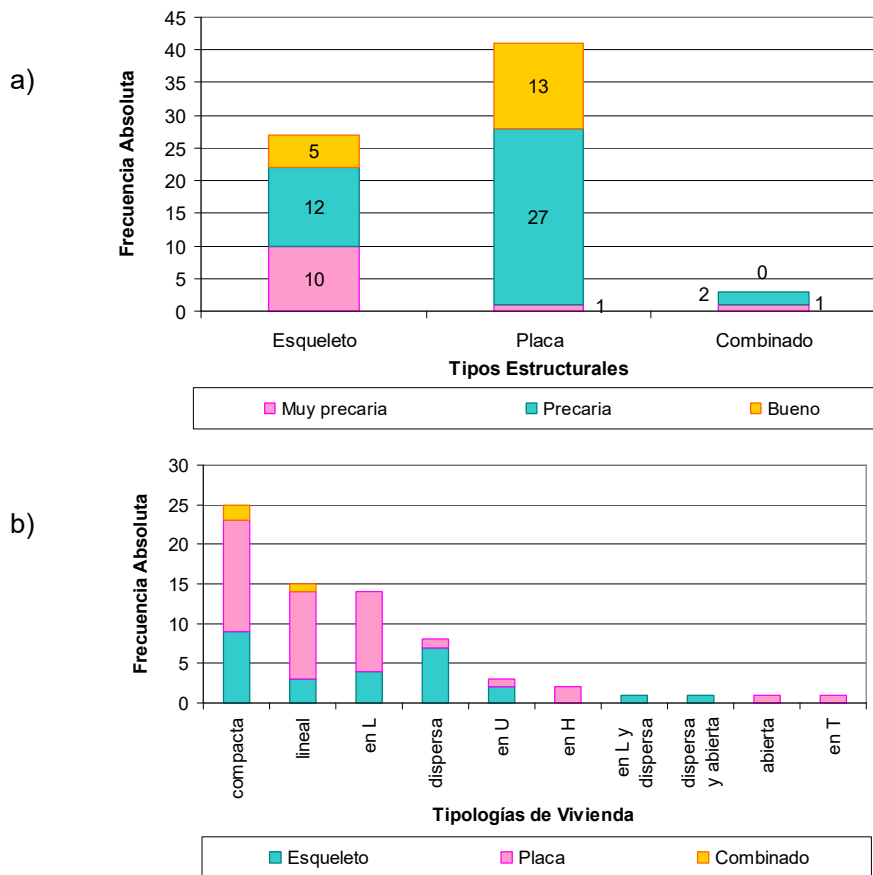 a)
Frecuencia Absoluta
45
40
35
30
25
20
15
10
5
0
5
12
10
13
27
1
0
2
1
Esqueleto Placa Combinado
Tipos Estructurales
Muy precaria Precaria Bueno
b)
Frecuencia Absoluta
30
25
20
15
10
5
0
compacta
lineal
en L
dispersa
en U
en H
en L y
dispersa
dispersa
y abierta
abierta
en T
Tipologías de Vivienda
Esqueleto Placa Combinado